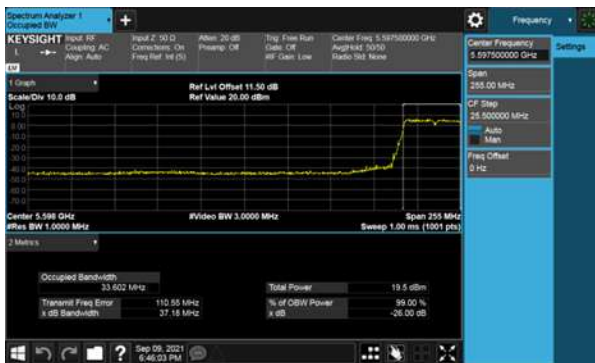 Spectrum Analyzer 1
Occupied BW
+
Frequency
KEYSIGHT
Input: RF
Coupling: AC
Align: Auto
Input Z: 50 Ω
Corrections: On
Freq Ref: Int (S)
Atten: 20 dB
Preamp: Off
Trig: Free Run
Gate: Off
#IF Gain: Low
Center Freq: 5.597500000 GHz
Avg|Hold: 50/50
Radio Std: None
Center Frequency
5.597500000 GHz
Settings
Span
255.00 MHz
CF Step
25.500000 MHz
Auto
Man
Freq Offset
0 Hz
1 Graph
Scale/Div 10.0 dB
Ref Lvl Offset 11.50 dB
Ref Value 20.00 dBm
Log
10.0
0.00
-10.0
-20.0
-30.0
-40.0
-50.0
-60.0
-70.0
Center 5.598 GHz
#Res BW 1.0000 MHz
#Video BW 3.0000 MHz
Span 255 MHz
Sweep 1.00 ms (1001 pts)
2 Metrics
Occupied Bandwidth
33.602 MHz
Total Power
19.5 dBm
Transmit Freq Error
110.55 MHz
% of OBW Power
99.00 %
x dB Bandwidth
37.18 MHz
x dB
-26.00 dB
?
Sep 09, 2021
6:46:03 PM